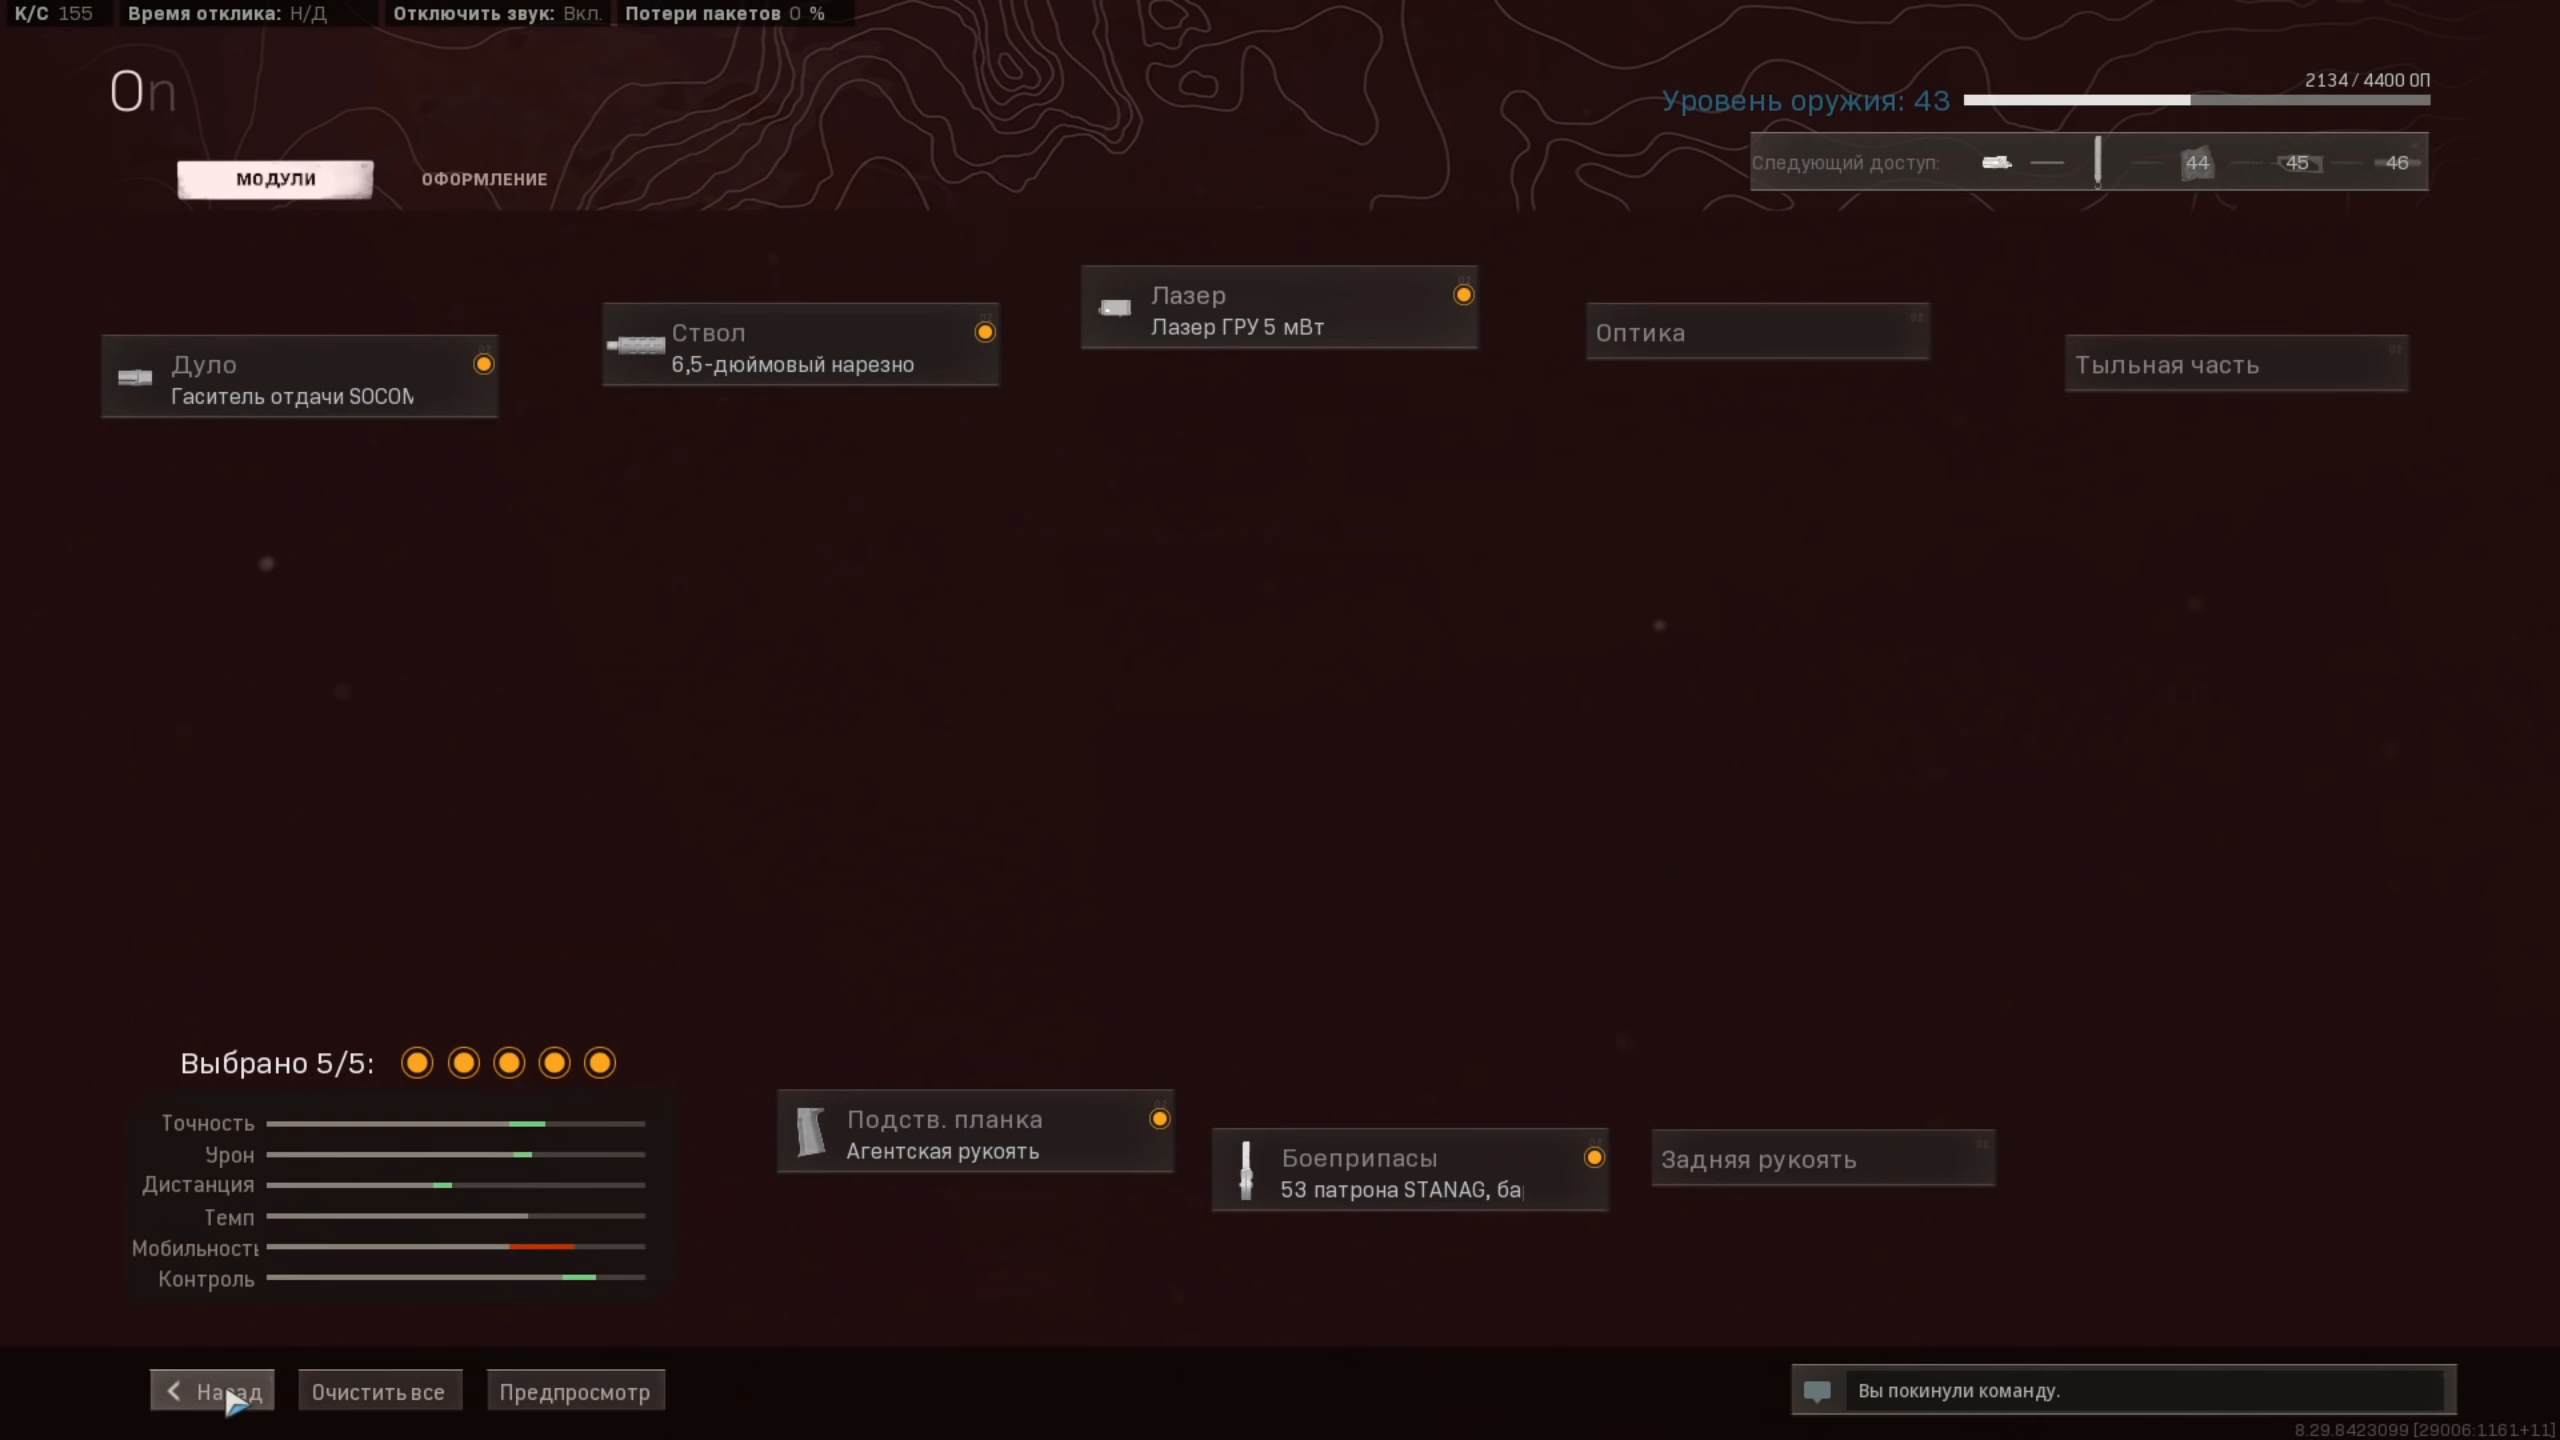 К/С 155 Время отклика: Н/Д Отключить звук: Вкл. Потери пакетов 0 %
On
2134 / 4400 ОП
Уровень оружия: 43
МОДУЛИ ОФОРМЛЕНИЕ
Следующий доступ: 44 45 46
Лазер
Лазер ГРУ 5 мВт
Ствол
6,5-дюймовый нарезно
Оптика
Дуло
Гаситель отдачи SOCOM
Тыльная часть
Выбрано 5/5:
Точность
Урон
Дистанция
Темп
Мобильность
Контроль
Подств. планка
Агентская рукоять
Боеприпасы
53 патрона STANAG, ба
Задняя рукоять
Назад Очистить все Предпросмотр
Вы покинули команду.
8.29.8423099 [29006:1161+11]